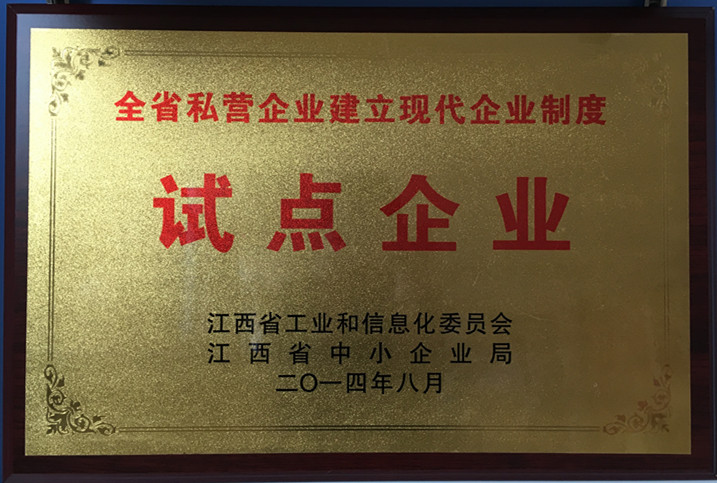 全省私营企业建立现代企业制度
试点企业
江西省工业和信息化委员会
江西省中小企业局
二〇一四年八月